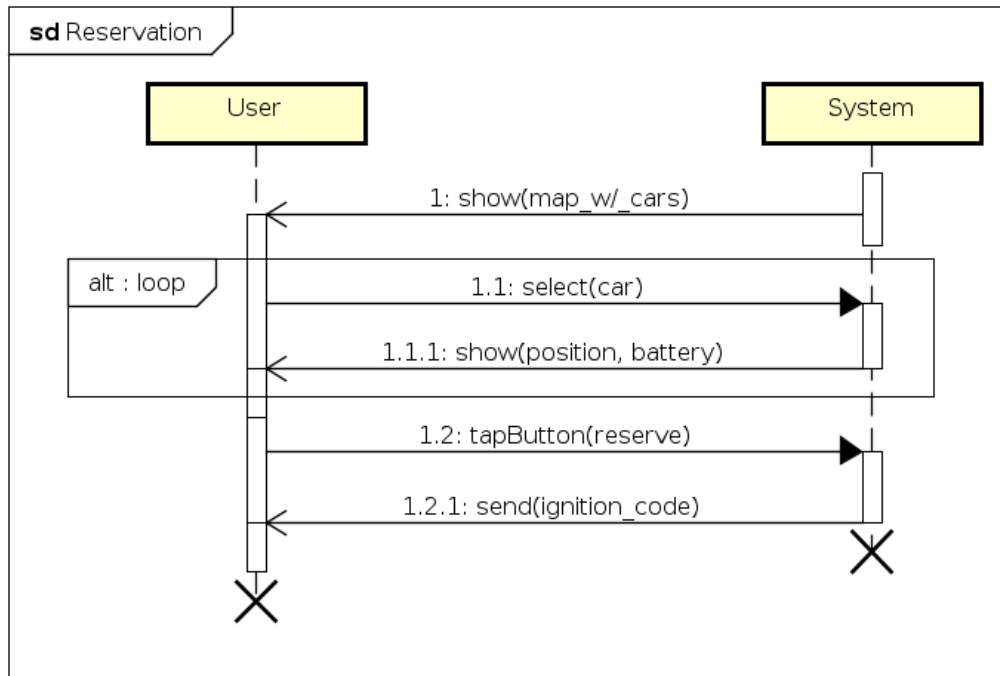 sd Reservation
User
System
1: show(map_w/_cars)
alt : loop
1.1: select(car)
1.1.1: show(position, battery)
1.2: tapButton(reserve)
1.2.1: send(ignition_code)